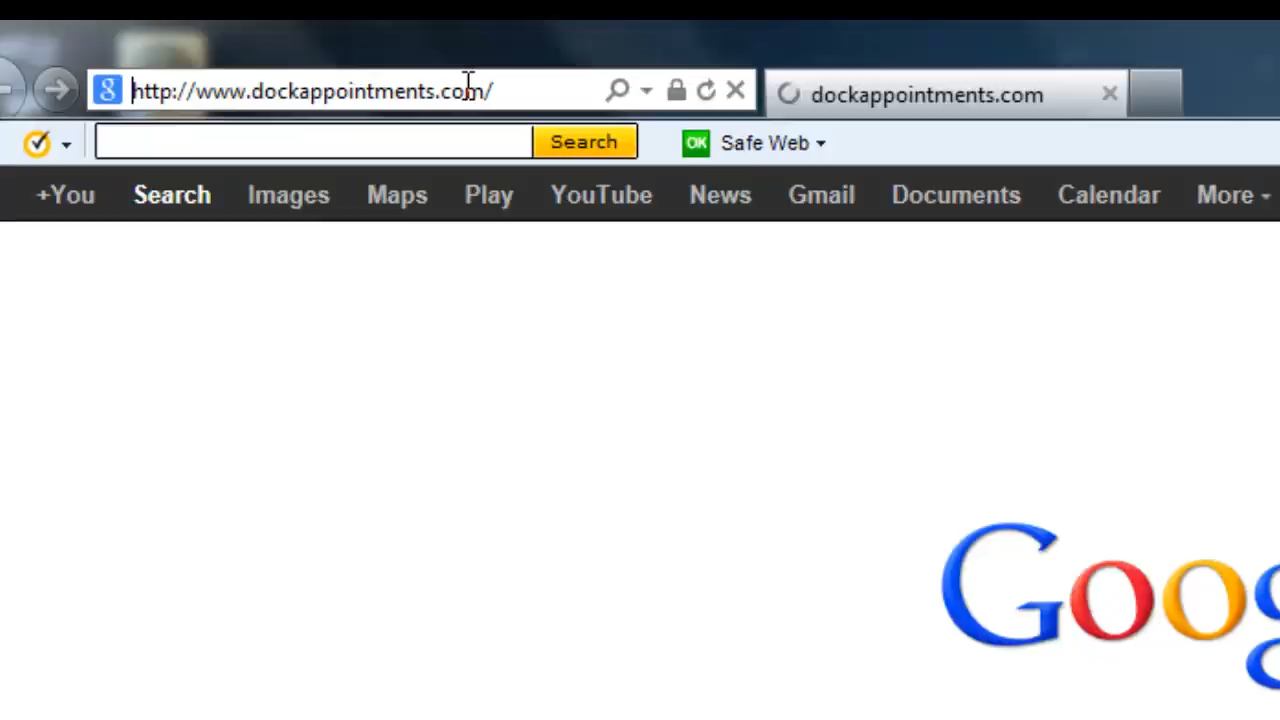 http://www.dockappointments.com/
dockappointments.com
Search
OK Safe Web
+You Search Images Maps Play YouTube News Gmail Documents Calendar More
Goog